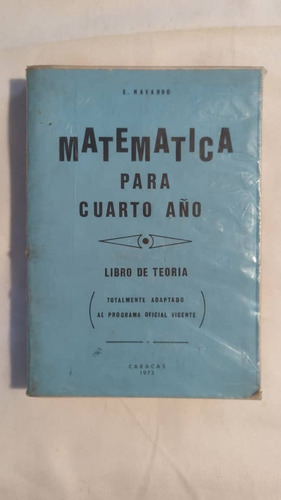 E. NAVARRO
MATEMATICA
PARA
CUARTO AÑO
LIBRO DE TEORIA
TOTALMENTE ADAPTADO
AL PROGRAMA OFICIAL VIGENTE
CARACAS